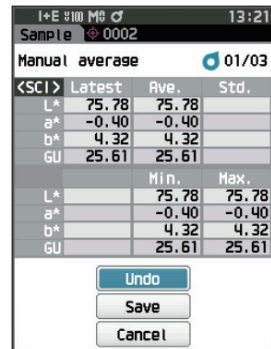 I+E M0 13:21
Sample 0002
Manual average 01/03
<SCI> Latest Ave. Std.
L* 75.78 75.78
a* -0.40 -0.40
b* 4.32 4.32
GU 25.61 25.61
Min. Max.
L* 75.78 75.78
a* -0.40 -0.40
b* 4.32 4.32
GU 25.61 25.61
Undo
Save
Cancel